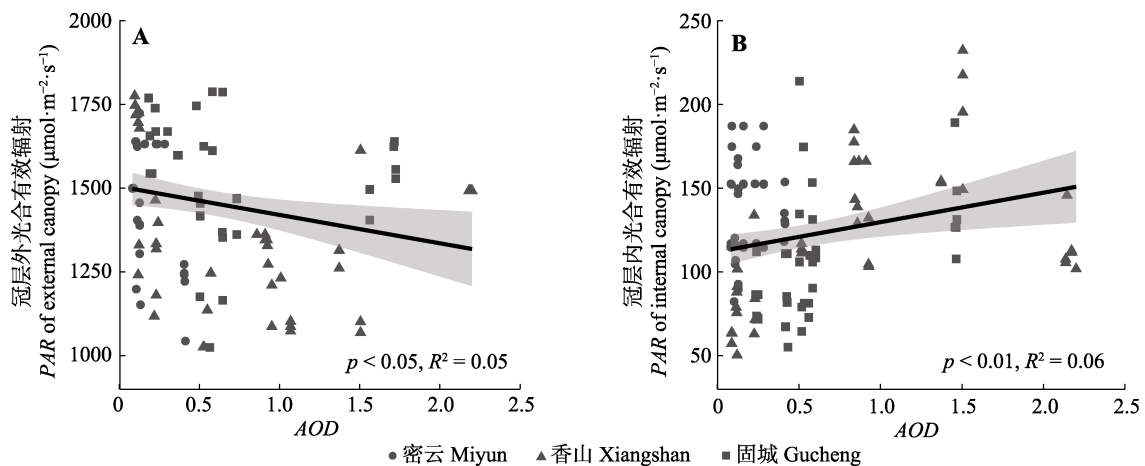 A
冠层外光合有效辐射
PAR of external canopy (μmol·m⁻²·s⁻¹)
2000
1750
1500
1250
1000
p < 0.05, R² = 0.05
0 0.5 1.0 1.5 2.0 2.5
AOD
B
冠层内光合有效辐射
PAR of internal canopy (μmol·m⁻²·s⁻¹)
250
200
150
100
50
p < 0.01, R² = 0.06
0 0.5 1.0 1.5 2.0 2.5
AOD
密云 Miyun 香山 Xiangshan 固城 Gucheng